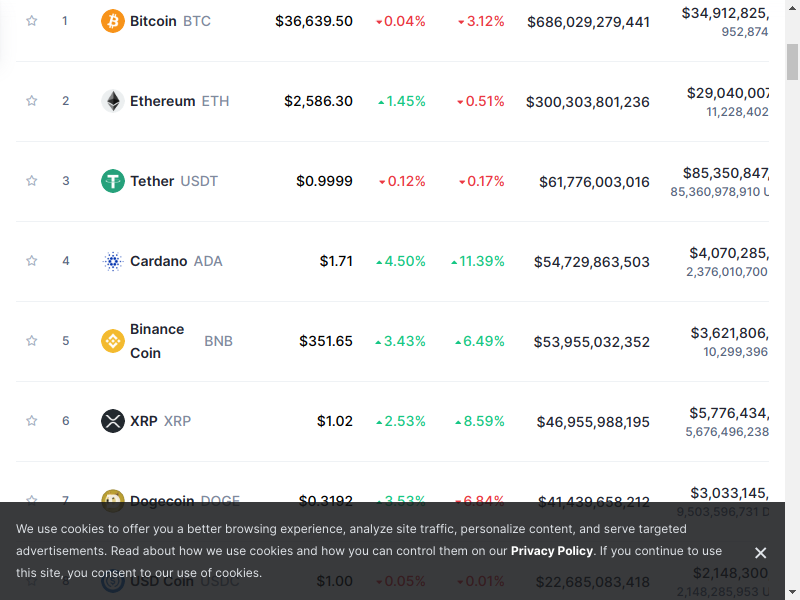 1 Bitcoin BTC $36,639.50 0.04% 3.12% $686,029,279,441 $34,912,825,
952,874
2 Ethereum ETH $2,586.30 1.45% 0.51% $300,303,801,236 $29,040,007
11,228,402
3 Tether USDT $0.9999 0.12% 0.17% $61,776,003,016 $85,350,847,
85,360,978,910 U
4 Cardano ADA $1.71 4.50% 11.39% $54,729,863,503 $4,070,285,
2,376,010,700
5 Binance Coin BNB $351.65 3.43% 6.49% $53,955,032,352 $3,621,806,
10,299,396
6 XRP XRP $1.02 2.53% 8.59% $46,955,988,195 $5,776,434,
5,676,496,238
7 Dogecoin DOGE $0.3192 3.53% 6.84% $41,439,658,212 $3,033,145,
9,503,596,731 D
We use cookies to offer you a better browsing experience, analyze site traffic, personalize content, and serve targeted
advertisements. Read about how we use cookies and how you can control them on our Privacy Policy. If you continue to use
this site, you consent to our use of cookies.
8 USD Coin USDC $1.00 0.05% 0.01% $22,685,083,418 $2,148,300
2,148,285,953 U